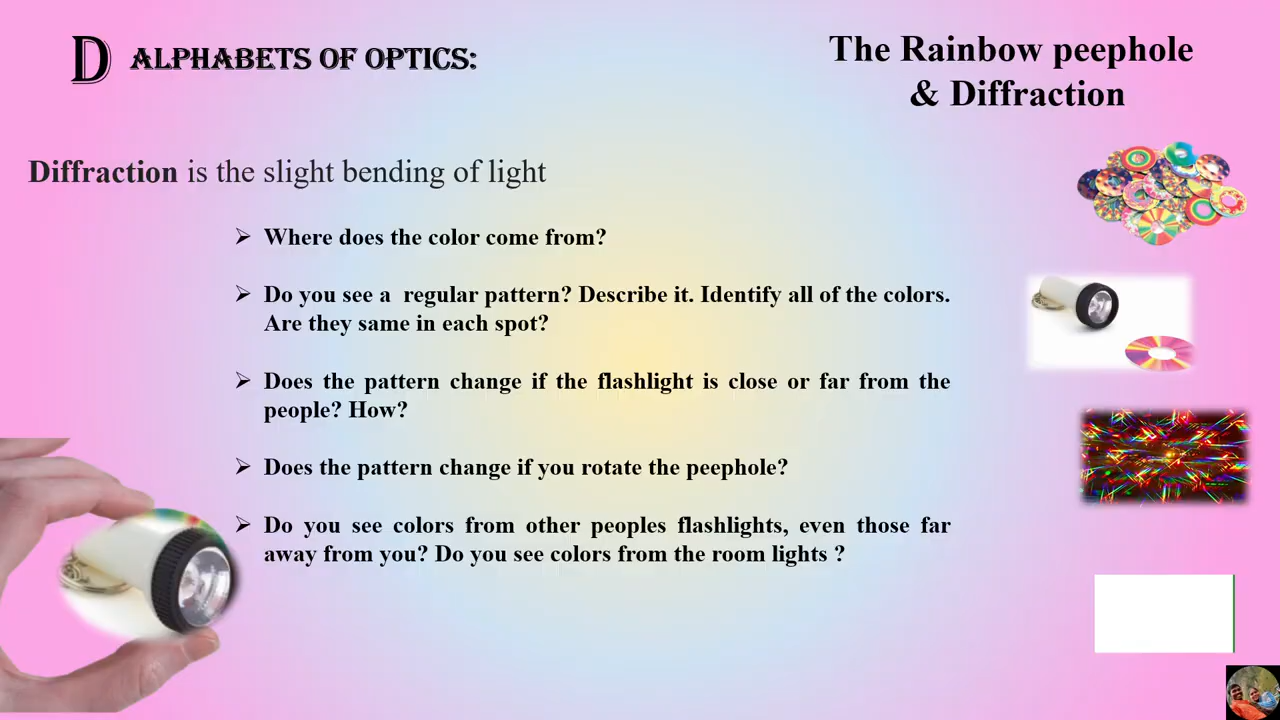 D ALPHABETS OF OPTICS:
The Rainbow peephole
& Diffraction
Diffraction is the slight bending of light
➢ Where does the color come from?
➢ Do you see a regular pattern? Describe it. Identify all of the colors.
Are they same in each spot?
➢ Does the pattern change if the flashlight is close or far from the
people? How?
➢ Does the pattern change if you rotate the peephole?
➢ Do you see colors from other peoples flashlights, even those far
away from you? Do you see colors from the room lights ?